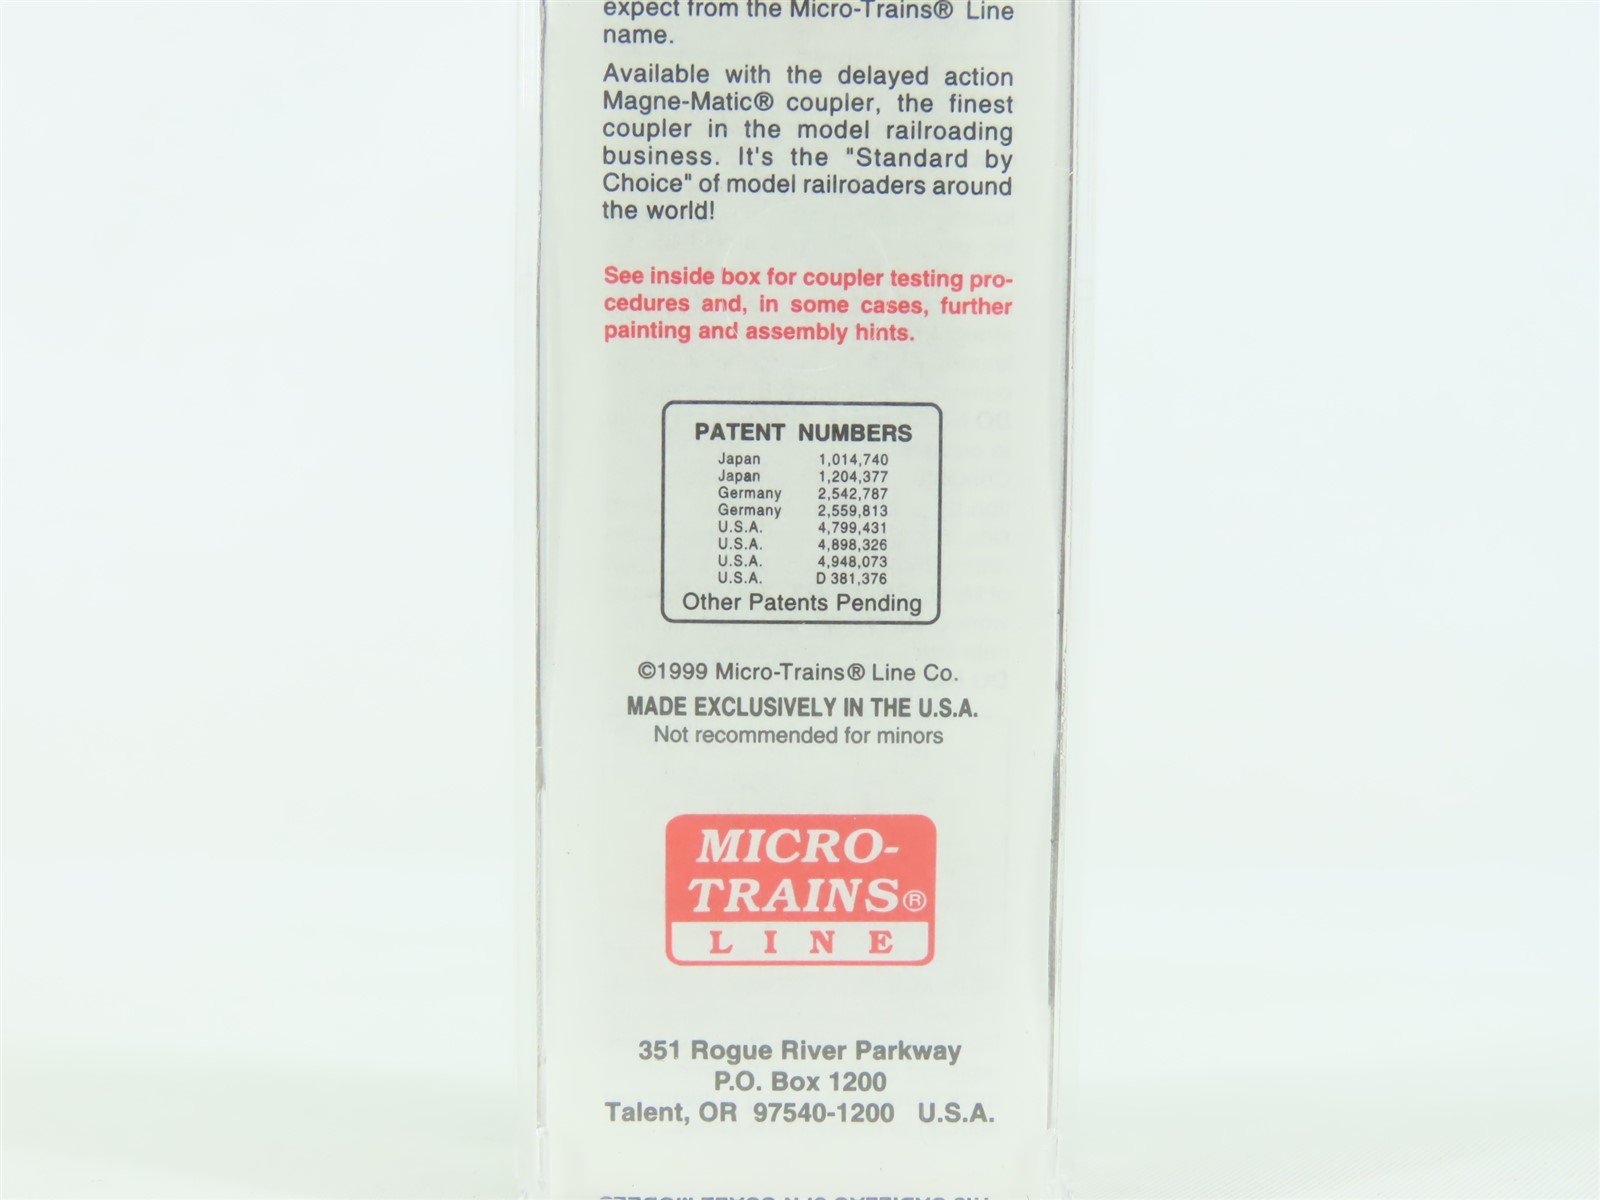 expect from the Micro-Trains® Line
name.
Available with the delayed action
Magne-Matic® coupler, the finest
coupler in the model railroading
business. It's the "Standard by
Choice" of model railroaders around
the world!
See inside box for coupler testing pro-
cedures and, in some cases, further
painting and assembly hints.
PATENT NUMBERS
Japan 1,014,740
Japan 1,204,377
Germany 2,542,787
Germany 2,559,813
U.S.A. 4,799,431
U.S.A. 4,898,326
U.S.A. 4,948,073
U.S.A. D 381,376
Other Patents Pending
©1999 Micro-Trains® Line Co.
MADE EXCLUSIVELY IN THE U.S.A.
Not recommended for minors
MICRO-
TRAINS®
LINE
351 Rogue River Parkway
P.O. Box 1200
Talent, OR 97540-1200 U.S.A.